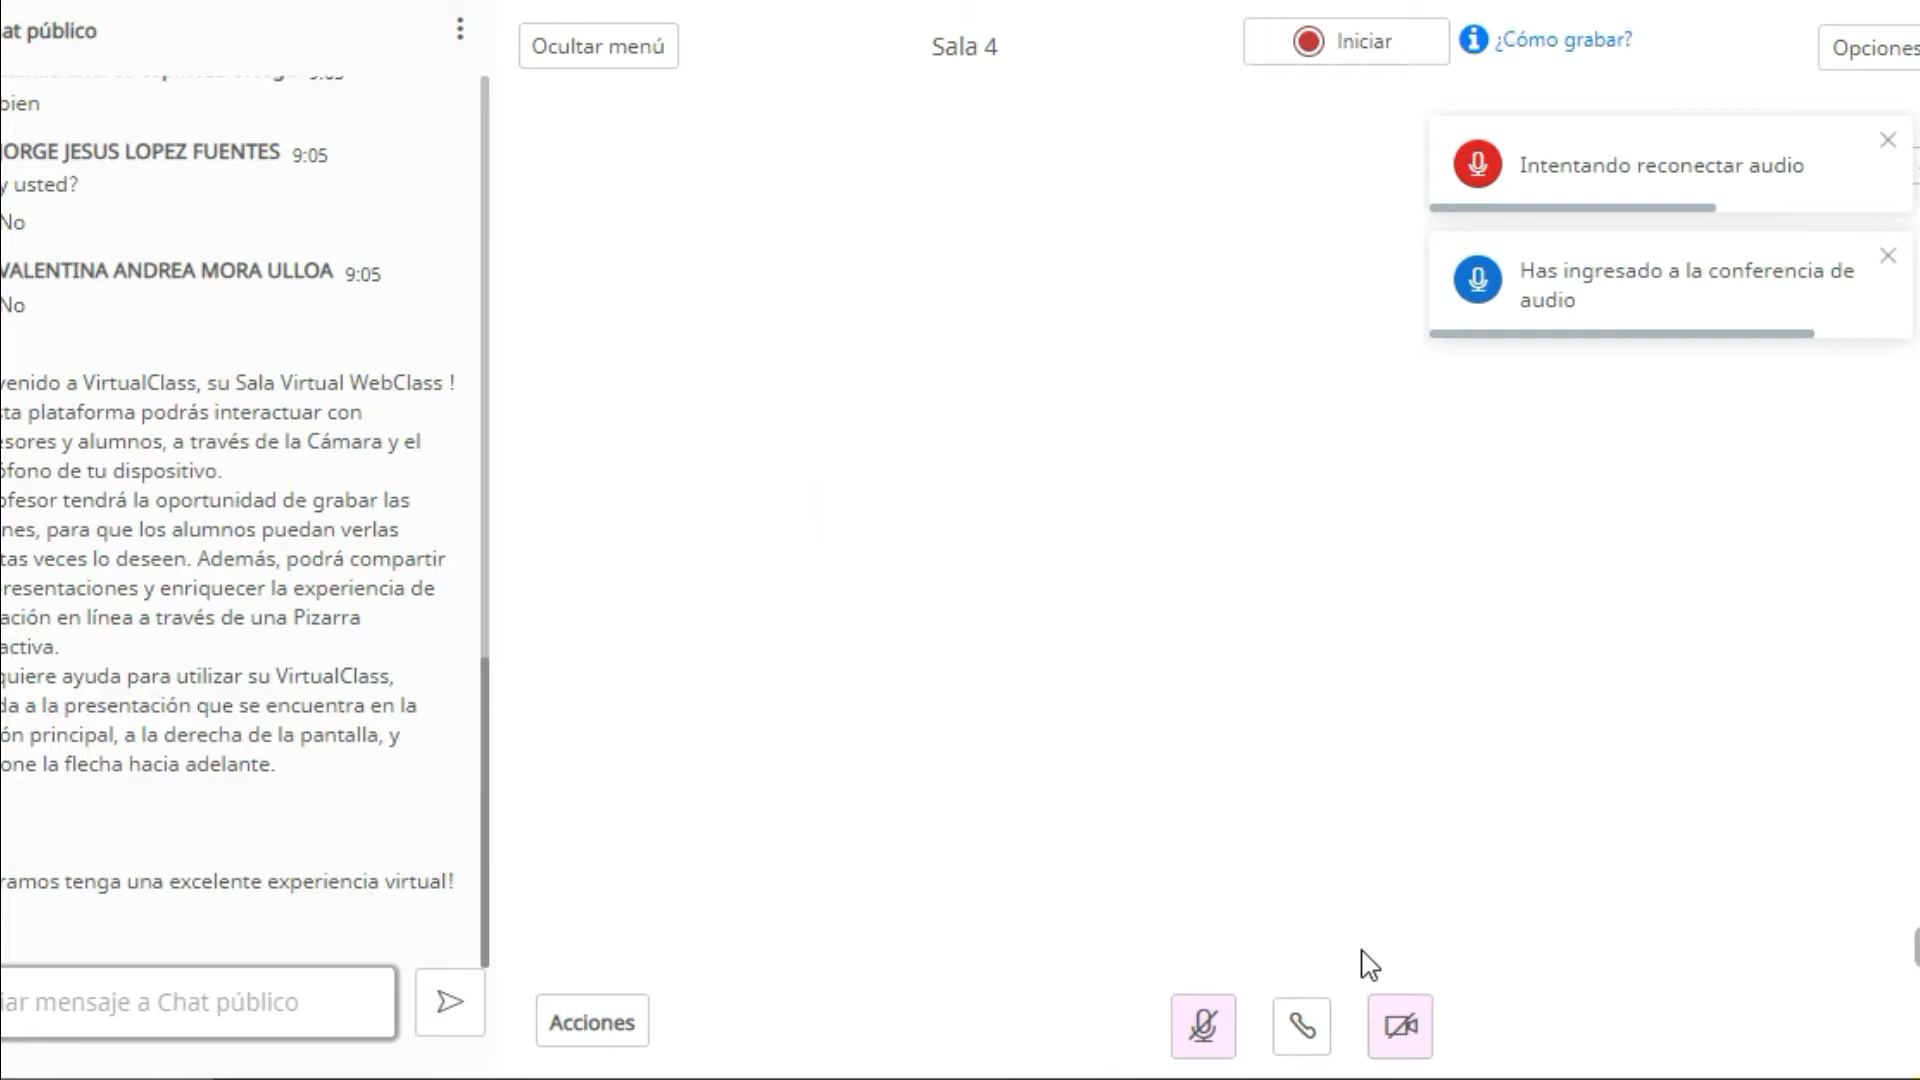 at público
9:05
bien
JORGE JESUS LOPEZ FUENTES 9:05
y usted?
No
VALENTINA ANDREA MORA ULLOA 9:05
No
venido a VirtualClass, su Sala Virtual WebClass !
sta plataforma podrás interactuar con
esores y alumnos, a través de la Cámara y el
ófono de tu dispositivo.
ofesor tendrá la oportunidad de grabar las
nes, para que los alumnos puedan verlas
tas veces lo deseen. Además, podrá compartir
resentaciones y enriquecer la experiencia de
ación en línea a través de una Pizarra
activa.
quiere ayuda para utilizar su VirtualClass,
da a la presentación que se encuentra en la
ón principal, a la derecha de la pantalla, y
one la flecha hacia adelante.
ramos tenga una excelente experiencia virtual!
iar mensaje a Chat público
Ocultar menú
Sala 4
Iniciar
¿Cómo grabar?
Opciones
Intentando reconectar audio
Has ingresado a la conferencia de
audio
Acciones